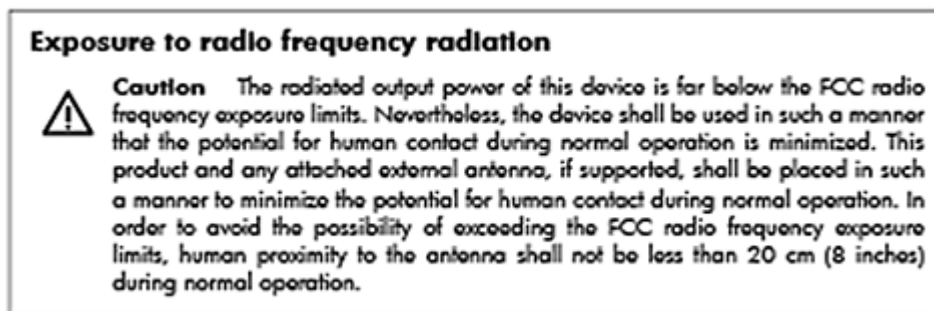 Exposure to radio frequency radiation
Caution The radiated output power of this device is far below the FCC radio
frequency exposure limits. Nevertheless, the device shall be used in such a manner
that the potential for human contact during normal operation is minimized. This
product and any attached external antenna, if supported, shall be placed in such
a manner to minimize the potential for human contact during normal operation. In
order to avoid the possibility of exceeding the FCC radio frequency exposure
limits, human proximity to the antenna shall not be less than 20 cm (8 inches)
during normal operation.